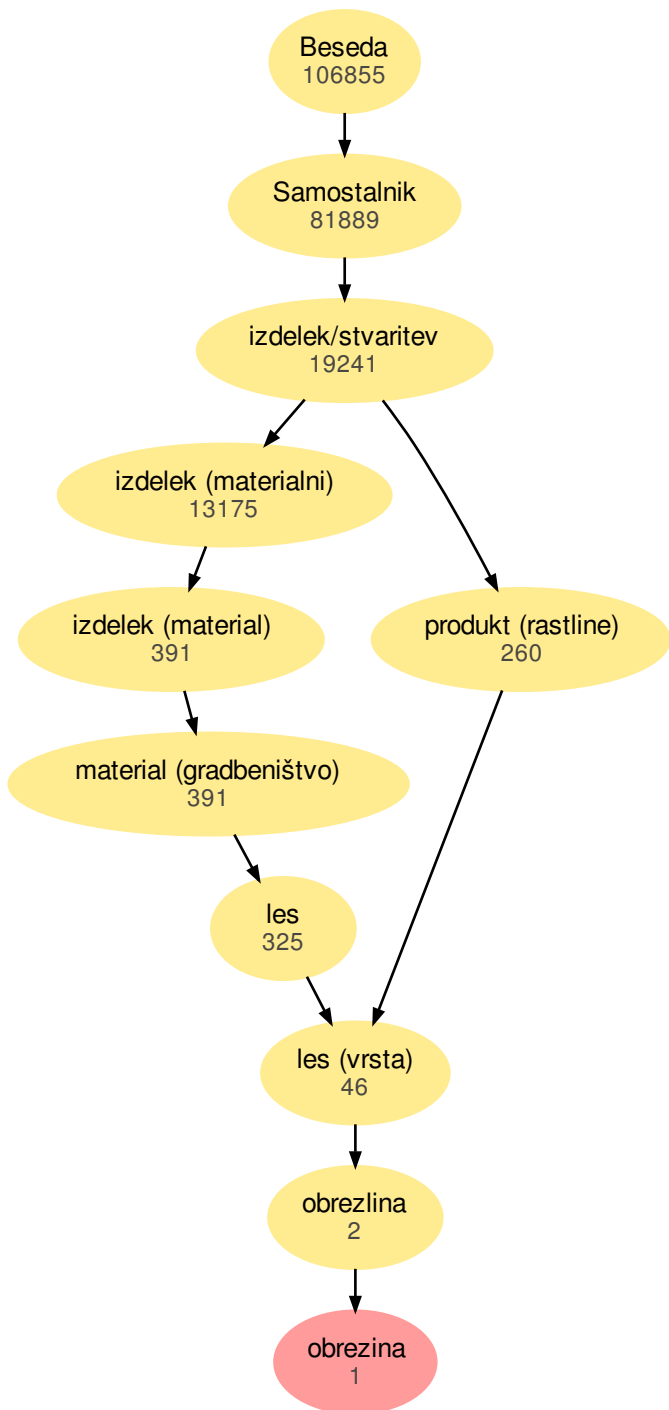 Beseda
106855
Samostalnik
81889
izdelek/stvaritev
19241
izdelek (materialni)
13175
izdelek (material)
391
produkt (rastline)
260
material (gradbeništvo)
391
les
325
les (vrsta)
46
obrezlina
2
obrezina
1